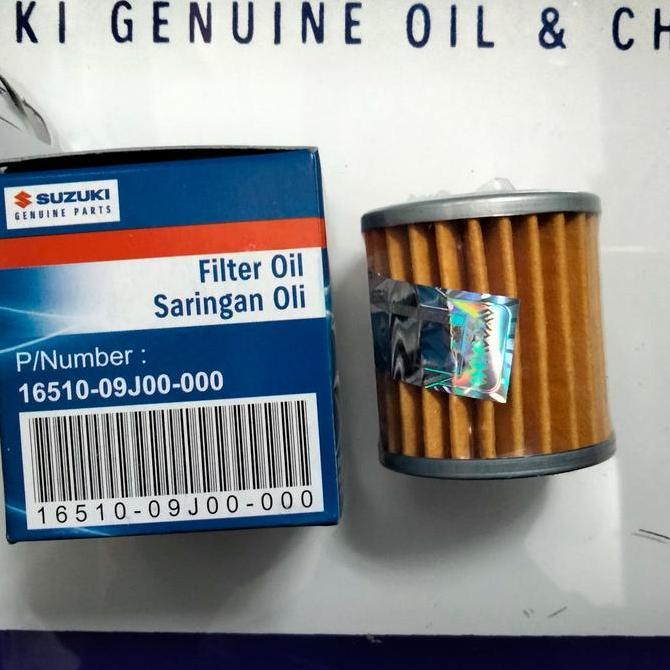 KI GENUINE OIL & CH
SUZUKI
GENUINE PARTS
Filter Oil
Saringan Oli
P/Number :
16510-09J00-000
16510-09J00-000